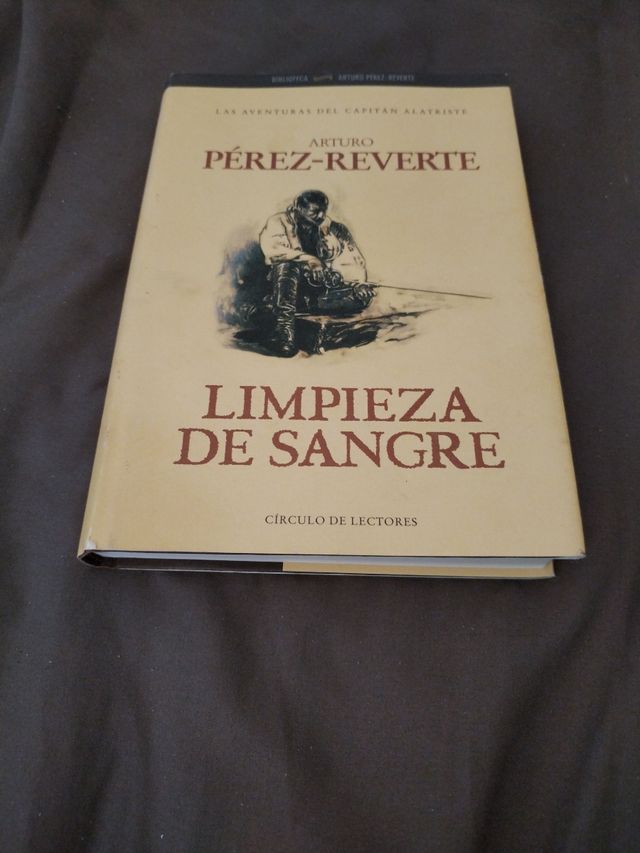 BIBLIOTECA ARTURO PÉREZ-REVERTE
LAS AVENTURAS DEL CAPITÁN ALATRISTE
ARTURO
PÉREZ-REVERTE
LIMPIEZA
DE SANGRE
CÍRCULO DE LECTORES